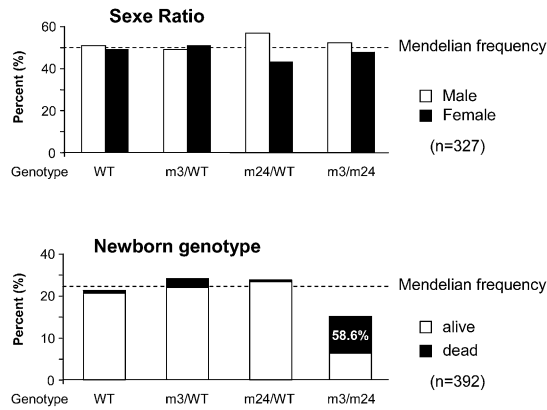 Sexe Ratio
Percent (%)
60
40
20
0
Mendelian frequency
Male
Female
(n=327)
Genotype WT m3/WT m24/WT m3/m24
Newborn genotype
Percent (%)
40
20
10
0
Mendelian frequency
58.6%
alive
dead
(n=392)
Genotype WT m3/WT m24/WT m3/m24